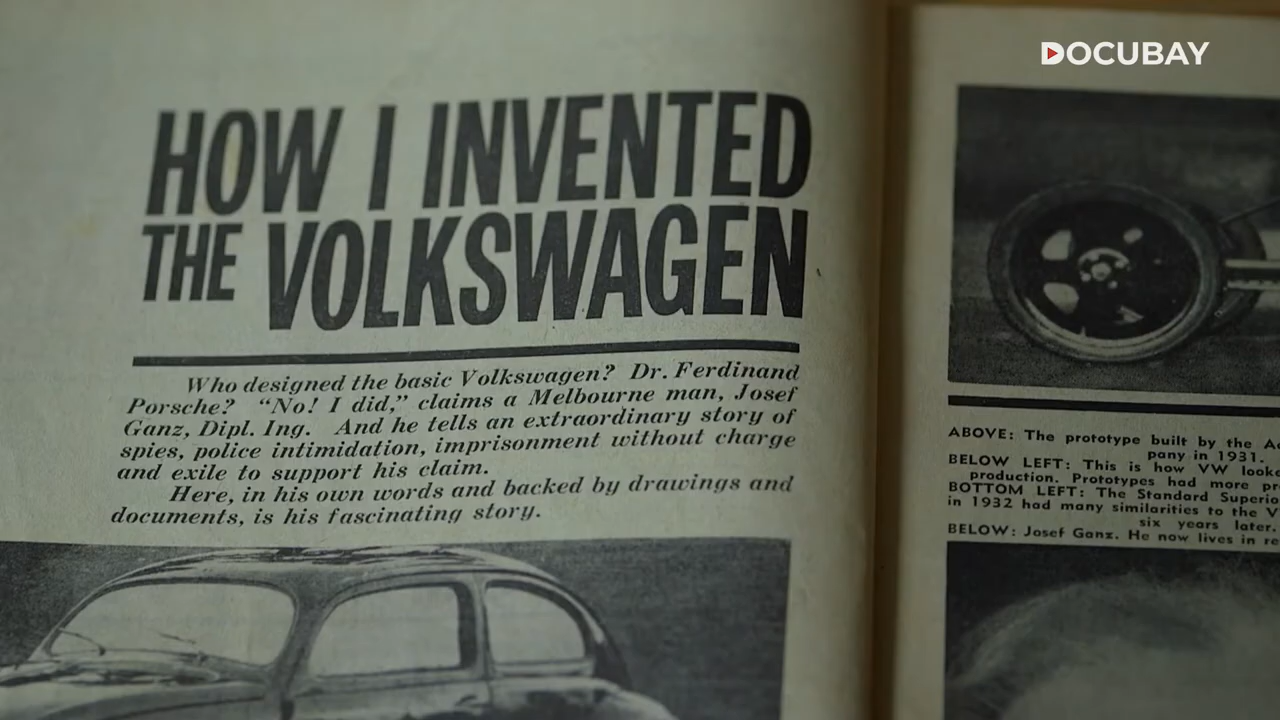 DOCUBAY
HOW I INVENTED
THE VOLKSWAGEN
Who designed the basic Volkswagen? Dr. Ferdinand
Porsche? “No! I did,” claims a Melbourne man, Josef
Ganz, Dipl. Ing. And he tells an extraordinary story of
spies, police intimidation, imprisonment without charge
and exile to support his claim.
Here, in his own words and backed by drawings and
documents, is his fascinating story.
ABOVE: The prototype built by the
pany in 1931.
BELOW LEFT: This is how VW
production. Prototypes had more
BOTTOM LEFT: The Standard
in 1932 had many similarities to the
six years later.
BELOW: Josef Ganz. He now lives in